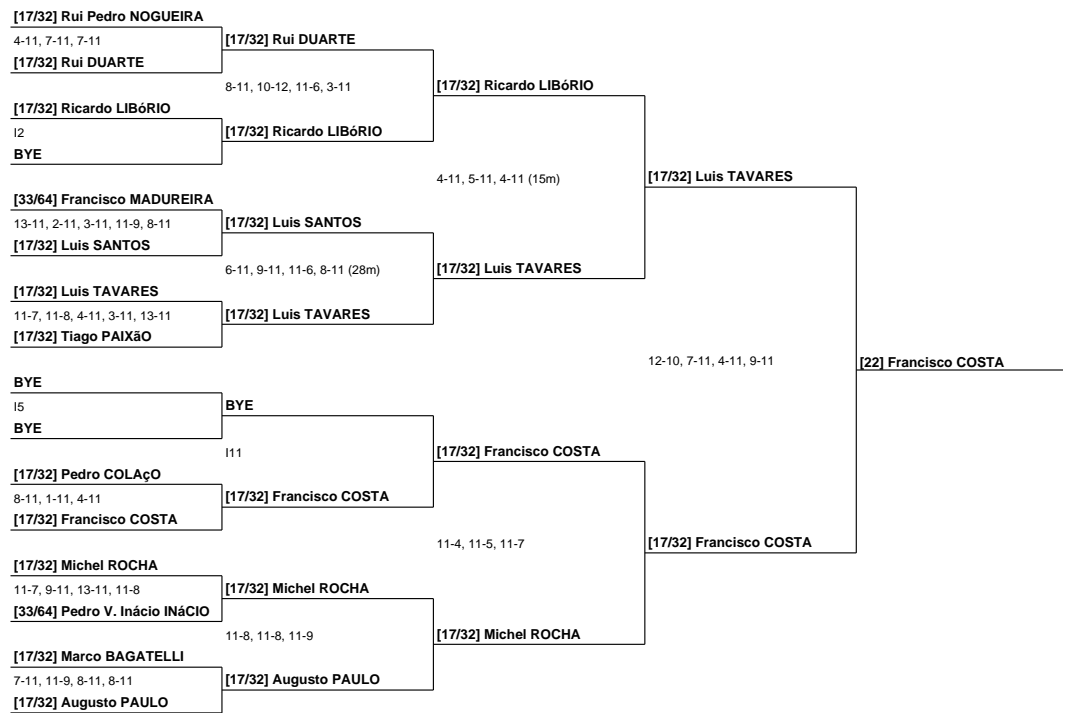 [17/32] Rui Pedro NOGUEIRA
4-11, 7-11, 7-11
[17/32] Rui DUARTE
[17/32] Rui DUARTE
8-11, 10-12, 11-6, 3-11
[17/32] Ricardo LIBóRIO
[17/32] Ricardo LIBóRIO
I2
[17/32] Ricardo LIBóRIO
BYE
4-11, 5-11, 4-11 (15m)
[17/32] Luis TAVARES
[33/64] Francisco MADUREIRA
13-11, 2-11, 3-11, 11-9, 8-11
[17/32] Luis SANTOS
[17/32] Luis SANTOS
6-11, 9-11, 11-6, 8-11 (28m)
[17/32] Luis TAVARES
[17/32] Luis TAVARES
11-7, 11-8, 4-11, 3-11, 13-11
[17/32] Luis TAVARES
[17/32] Tiago PAIXãO
12-10, 7-11, 4-11, 9-11
[22] Francisco COSTA
BYE
I5
BYE
BYE
I11
[17/32] Francisco COSTA
[17/32] Pedro COLAçO
8-11, 1-11, 4-11
[17/32] Francisco COSTA
[17/32] Francisco COSTA
11-4, 11-5, 11-7
[17/32] Francisco COSTA
[17/32] Michel ROCHA
11-7, 9-11, 13-11, 11-8
[17/32] Michel ROCHA
[33/64] Pedro V. Inácio INáCIO
11-8, 11-8, 11-9
[17/32] Michel ROCHA
[17/32] Marco BAGATELLI
7-11, 11-9, 8-11, 8-11
[17/32] Augusto PAULO
[17/32] Augusto PAULO